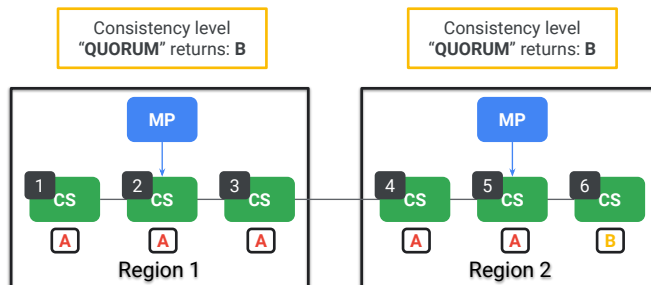 Consistency level
“QUORUM” returns: B
Consistency level
“QUORUM” returns: B
MP
MP
1
CS
2
CS
3
CS
4
CS
5
CS
6
CS
A
A
A
A
A
B
Region 1
Region 2